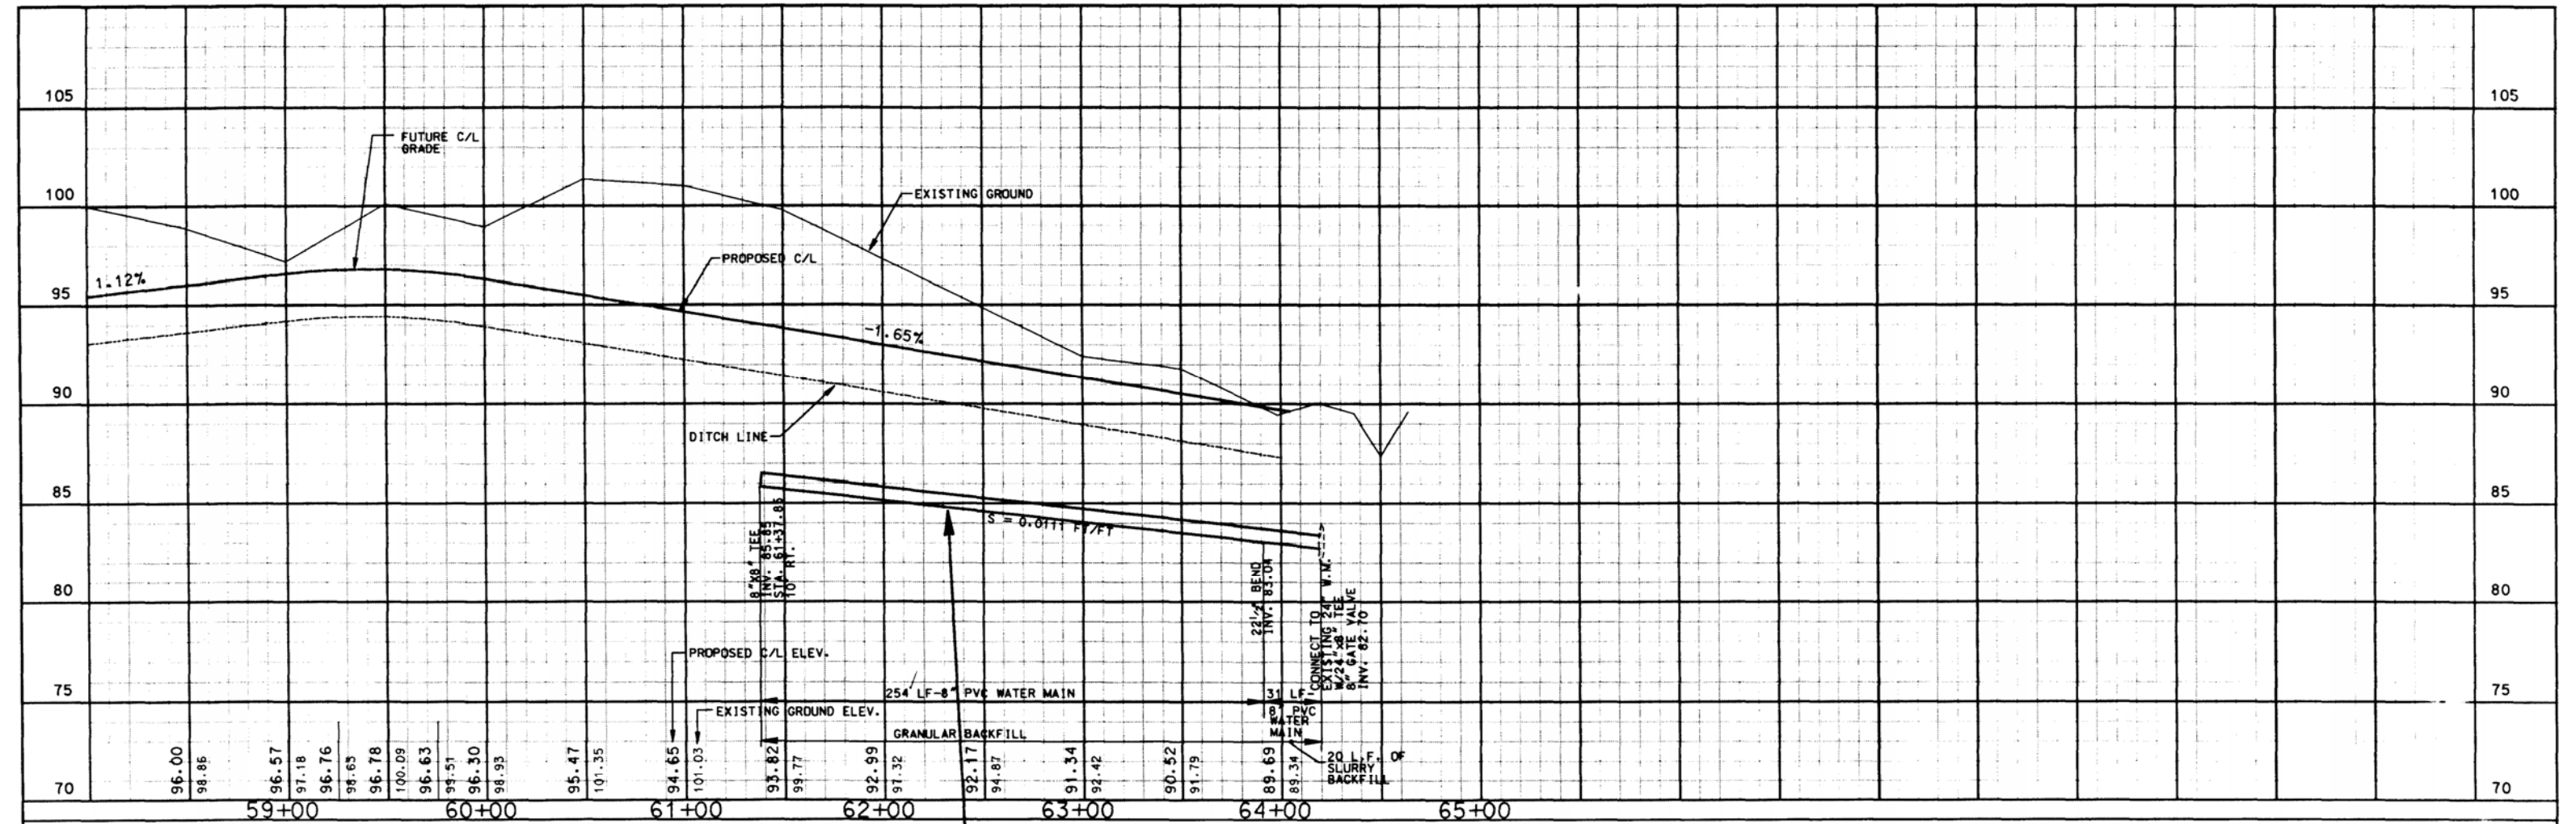 105
105
FUTURE C/L
GRADE
100
100
EXISTING GROUND
PROPOSED C/L
1.12%
95
95
-1.65%
90
90
DITCH LINE
85
85
S = 0.0111 FT/FT
8"X8" TEE
INV. 85.85
STA. 61+37.85
10' RT.
22½° BEND
INV. 83.04
CONNECT TO
EXISTING 24" W.M.
W/24"x8" TEE
8" GATE VALVE
INV. 82.70
80
80
PROPOSED C/L ELEV.
75
75
254 LF-8" PVC WATER MAIN
31 LF-
8" PVC
WATER
MAIN
EXISTING GROUND ELEV.
GRANULAR BACKFILL
20 L.F. OF
SLURRY
BACKFILL
96.00
98.86
96.57
97.18
96.76
98.63
96.78
100.09
96.63
99.51
96.30
98.93
95.47
101.35
94.65
101.03
93.82
99.77
92.99
97.32
92.17
94.87
91.34
92.42
90.52
91.79
89.69
89.34
70
70
59+00
60+00
61+00
62+00
63+00
64+00
65+00